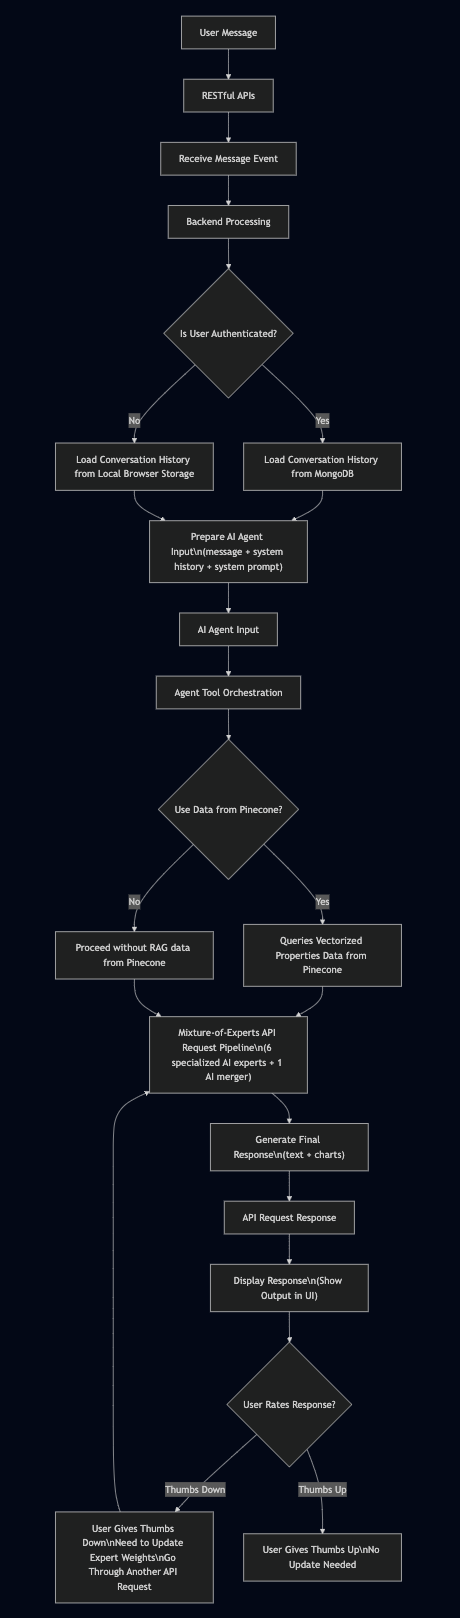 User Message
RESTful APIs
Receive Message Event
Backend Processing
Is User Authenticated?
No
Yes
Load Conversation History
from Local Browser Storage
Load Conversation History
from MongoDB
Prepare AI Agent
Input\n(message + system
history + system prompt)
AI Agent Input
Agent Tool Orchestration
Use Data from Pinecone?
No
Yes
Proceed without RAG data
from Pinecone
Queries Vectorized
Properties Data from
Pinecone
Mixture-of-Experts API
Request Pipeline\n(6
specialized AI experts + 1
AI merger)
Generate Final
Response\n(text + charts)
API Request Response
Display Response\n(Show
Output in UI)
User Rates Response?
Thumbs Down
Thumbs Up
User Gives Thumbs
Down\nNeed to Update
Expert Weights\nGo
Through Another API
Request
User Gives Thumbs Up\nNo
Update Needed